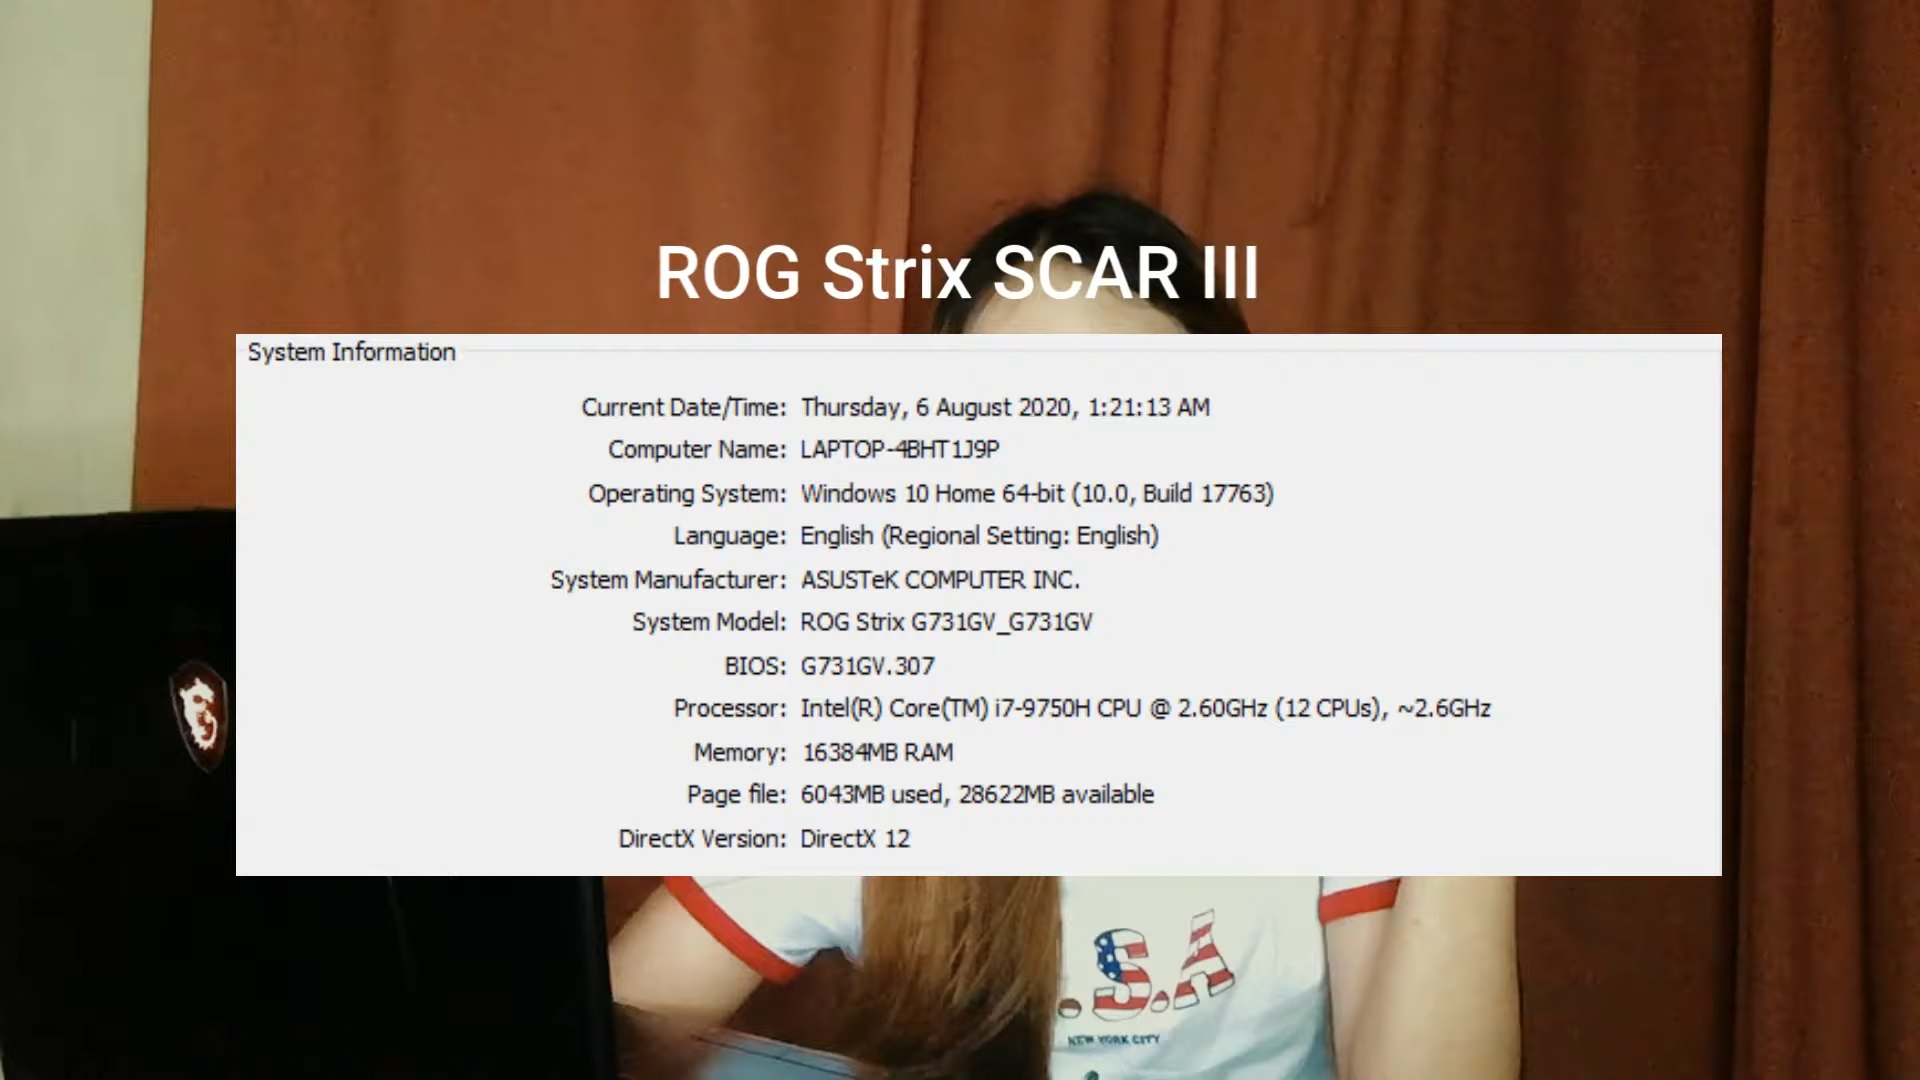 ROG Strix SCAR III
System Information
Current Date/Time: Thursday, 6 August 2020, 1:21:13 AM
Computer Name: LAPTOP-4BHT1J9P
Operating System: Windows 10 Home 64-bit (10.0, Build 17763)
Language: English (Regional Setting: English)
System Manufacturer: ASUSTeK COMPUTER INC.
System Model: ROG Strix G731GV_G731GV
BIOS: G731GV.307
Processor: Intel(R) Core(TM) i7-9750H CPU @ 2.60GHz (12 CPUs), ~2.6GHz
Memory: 16384MB RAM
Page file: 6043MB used, 28622MB available
DirectX Version: DirectX 12
.S.A
NEW YORK CITY